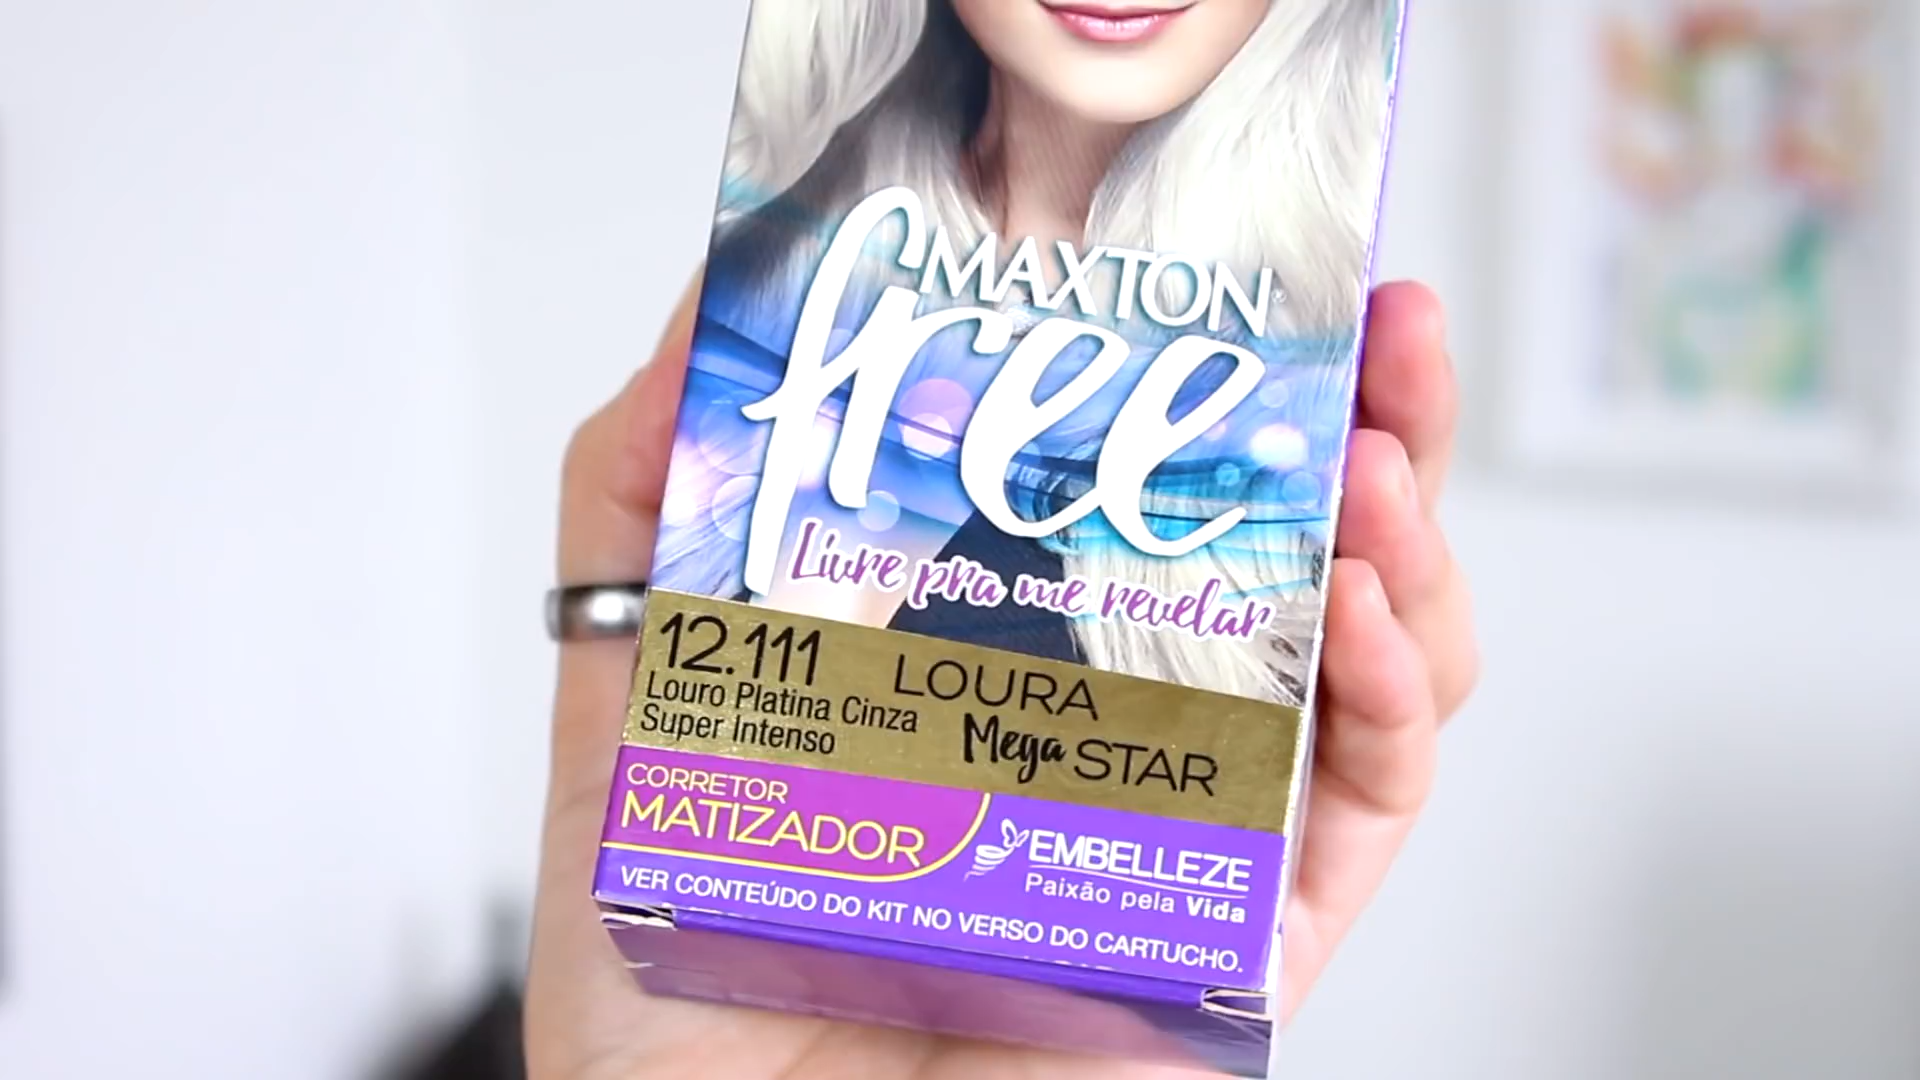 MAXTON®
free
Livre pra me revelar
12.111
Louro Platina Cinza
Super Intenso
LOURA
Mega STAR
CORRETOR
MATIZADOR
EMBELLEZE
Paixão pela Vida
VER CONTEÚDO DO KIT NO VERSO DO CARTUCHO.